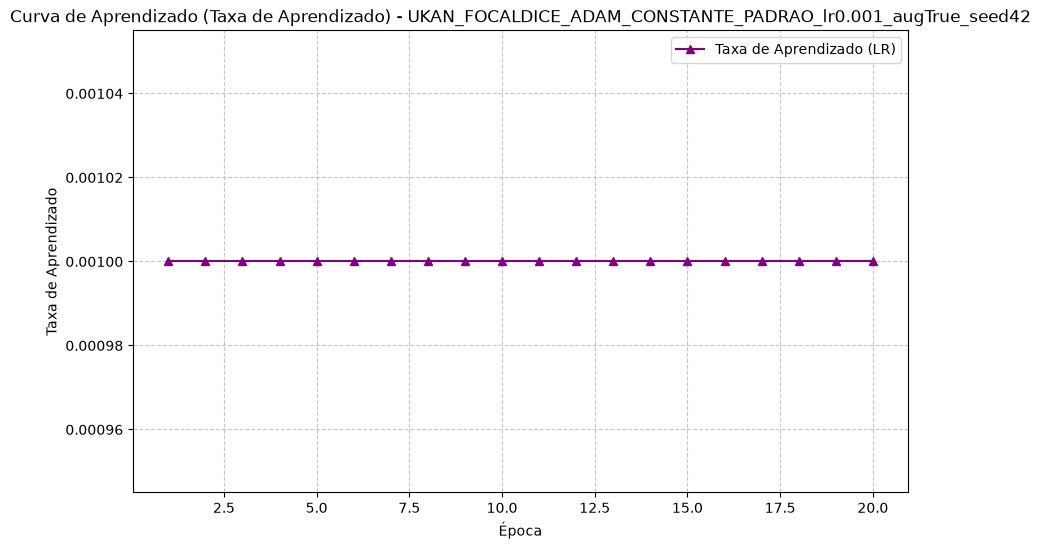 Curva de Aprendizado (Taxa de Aprendizado) - UKAN_FOCALDICE_ADAM_CONSTANTE_PADRAO_lr0.001_augTrue_seed42
Taxa de Aprendizado (LR)
0.00104
0.00102
0.00100
0.00098
0.00096
Taxa de Aprendizado
2.5 5.0 7.5 10.0 12.5 15.0 17.5 20.0
Época